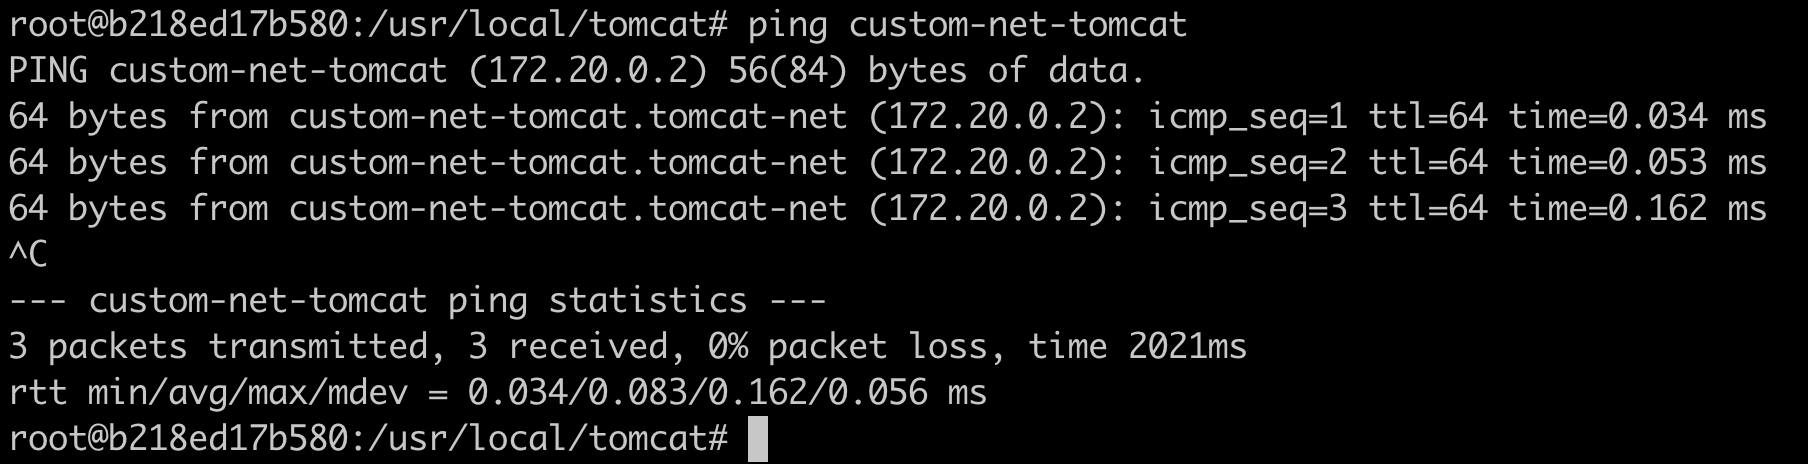 root@b218ed17b580:/usr/local/tomcat# ping custom-net-tomcat
PING custom-net-tomcat (172.20.0.2) 56(84) bytes of data.
64 bytes from custom-net-tomcat.tomcat-net (172.20.0.2): icmp_seq=1 ttl=64 time=0.034 ms
64 bytes from custom-net-tomcat.tomcat-net (172.20.0.2): icmp_seq=2 ttl=64 time=0.053 ms
64 bytes from custom-net-tomcat.tomcat-net (172.20.0.2): icmp_seq=3 ttl=64 time=0.162 ms
^C
--- custom-net-tomcat ping statistics ---
3 packets transmitted, 3 received, 0% packet loss, time 2021ms
rtt min/avg/max/mdev = 0.034/0.083/0.162/0.056 ms
root@b218ed17b580:/usr/local/tomcat#